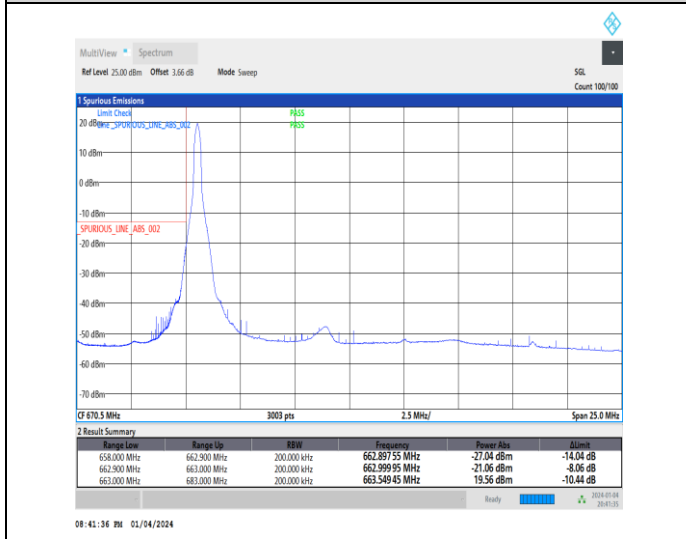 MultiView Spectrum
Ref Level 25.00 dBm Offset 3.66 dB Mode Sweep SGL
Count 100/100
1 Spurious Emissions
Limit Check PASS
Line _SPURIOUS_LINE_ABS_002 PASS
20 dBm
10 dBm
0 dBm
-10 dBm
_SPURIOUS_LINE_ABS_002
-20 dBm
-30 dBm
-40 dBm
-50 dBm
-60 dBm
-70 dBm
CF 670.5 MHz 3003 pts 2.5 MHz/ Span 25.0 MHz
2 Result Summary
Range Low Range Up RBW Frequency Power Abs ΔLimit
658.000 MHz 662.900 MHz 200.000 kHz 662.897 55 MHz -27.04 dBm -14.04 dB
662.900 MHz 663.000 MHz 200.000 kHz 662.999 95 MHz -21.06 dBm -8.06 dB
663.000 MHz 683.000 MHz 200.000 kHz 663.549 45 MHz 19.56 dBm -10.44 dB
Ready 2024-01-04
20:41:35
08:41:36 PM 01/04/2024